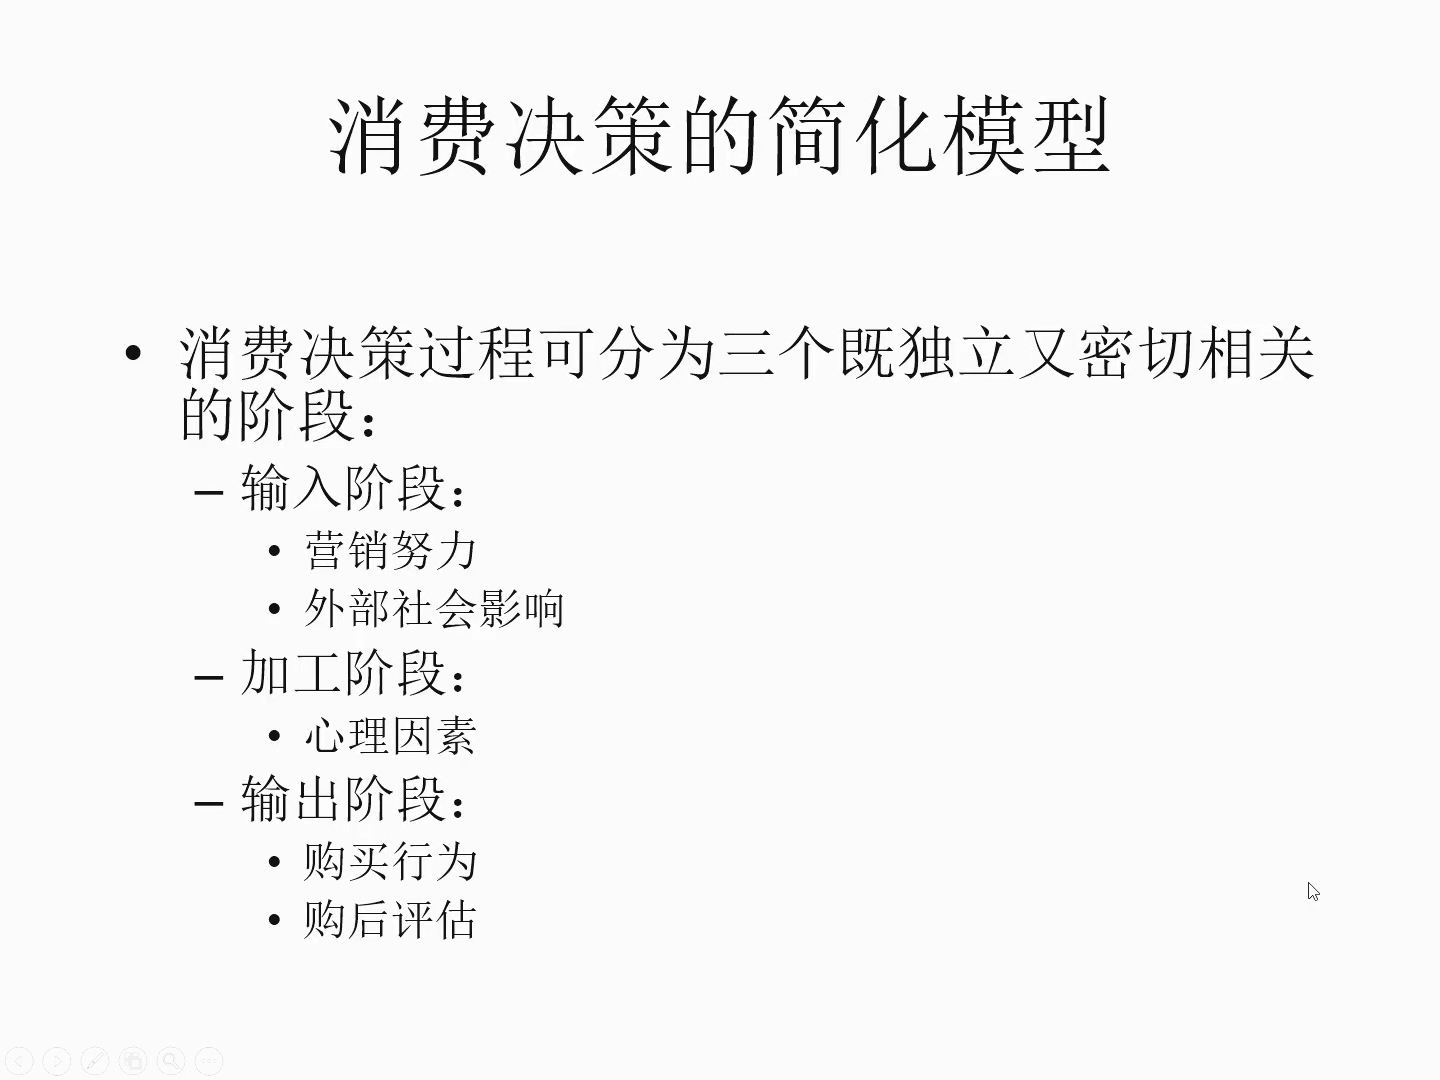 消费决策的简化模型
• 消费决策过程可分为三个既独立又密切相关
的阶段：
– 输入阶段：
• 营销努力
• 外部社会影响
– 加工阶段：
• 心理因素
– 输出阶段：
• 购买行为
• 购后评估